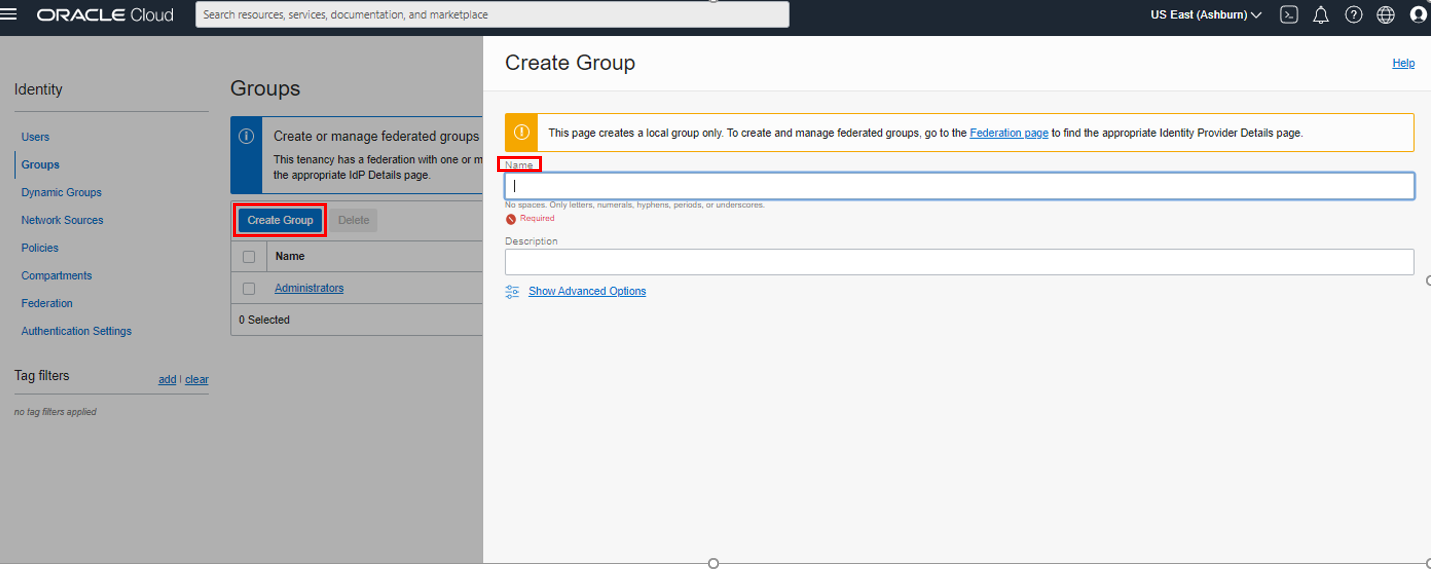 ORACLE Cloud
Search resources, services, documentation, and marketplace
US East (Ashburn)
Identity
Users
Groups
Dynamic Groups
Network Sources
Policies
Compartments
Federation
Authentication Settings
Tag filters
add | clear
no tag filters applied
Groups
Create or manage federated groups
This tenancy has a federation with one or m
the appropriate IdP Details page.
Create Group Delete
Name
Administrators
0 Selected
Create Group
Help
This page creates a local group only. To create and manage federated groups, go to the Federation page to find the appropriate Identity Provider Details page.
Name
No spaces. Only letters, numerals, hyphens, periods, or underscores.
Required
Description
Show Advanced Options